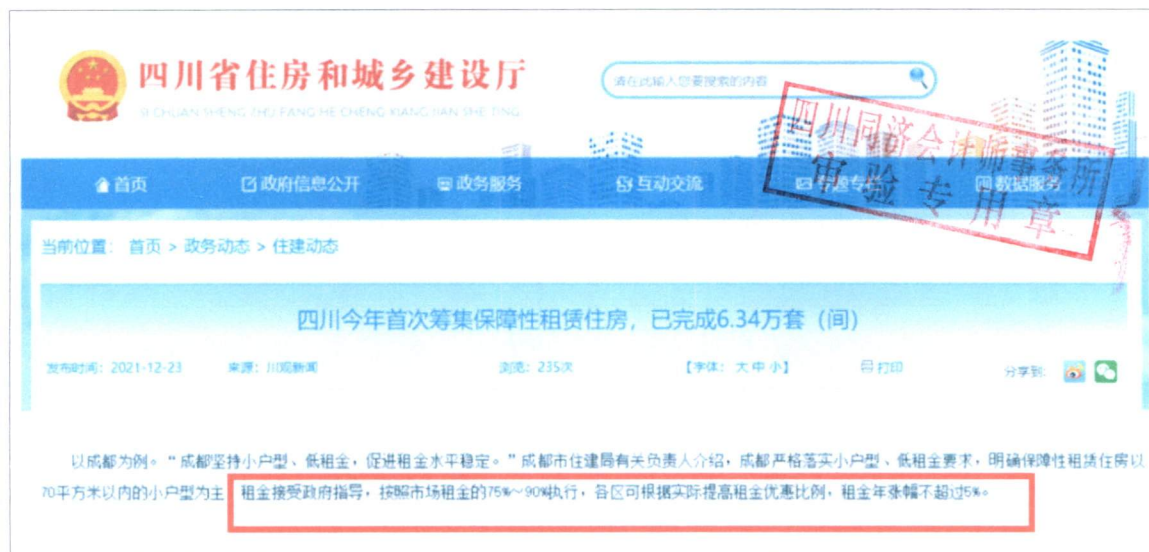 四川省住房和城乡建设厅
SI CHUAN SHENG ZHU FANG HE CHENG XIANG JIAN SHE TING
请在此输入您要搜索的内容
四川同济会计师事务所
审验专用章
首页 政府信息公开 政务服务 互动交流 专题专栏 数据服务
当前位置: 首页 > 政务动态 > 住建动态
四川今年首次筹集保障性租赁住房,已完成6.34万套(间)
发布时间: 2021-12-23 来源: 川观新闻 浏览: 235次 【字体: 大 中 小】 打印 分享到:
以成都为例。“成都坚持小户型、低租金,促进租金水平稳定。”成都市住建局有关负责人介绍,成都严格落实小户型、低租金要求,明确保障性租赁住房以
70平方米以内的小户型为主,租金接受政府指导,按照市场租金的75%~90%执行,各区可根据实际提高租金优惠比例,租金年涨幅不超过5%。